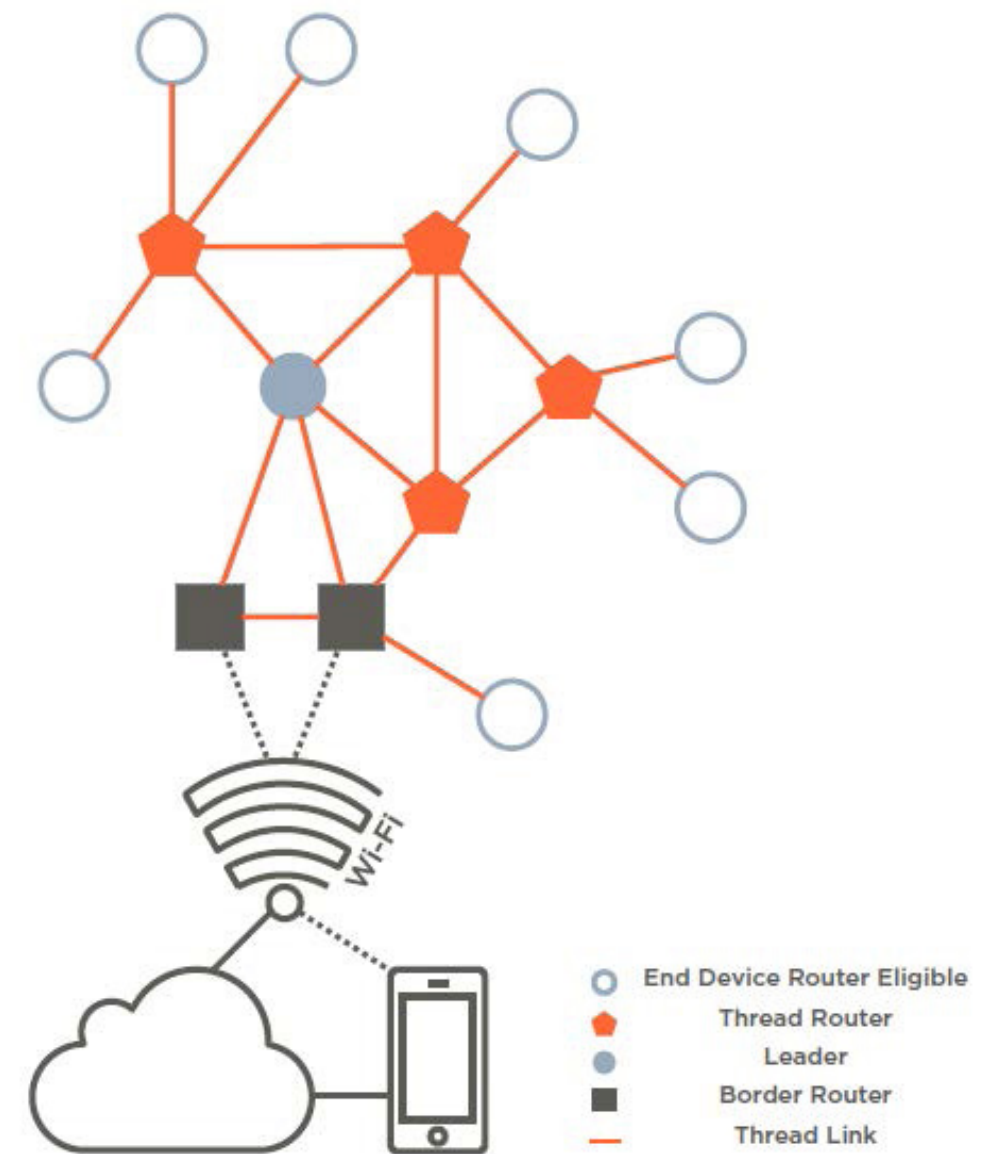 Wi-Fi
End Device Router Eligible
Thread Router
Leader
Border Router
Thread Link